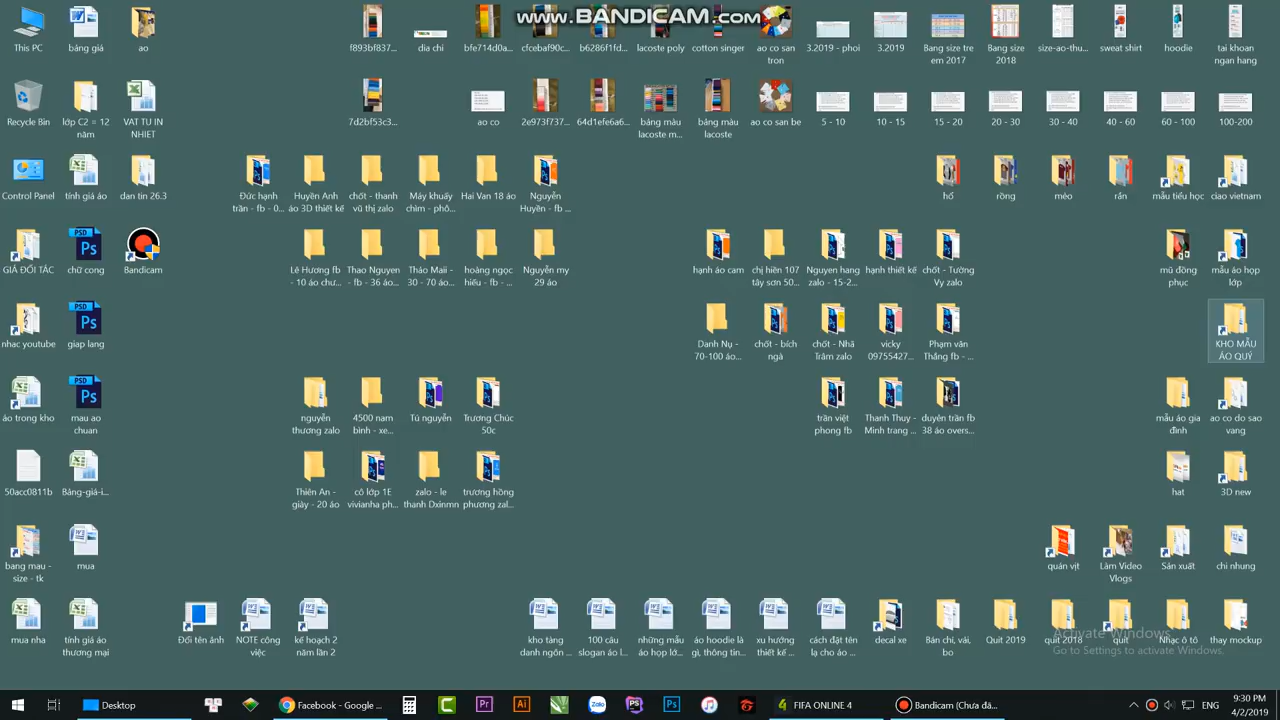 www.BANDICAM.com
This PC
bảng giá
ao
f893bf837...
dia chi
bfe714d0a...
cfcebaf90c...
b6286f1fd...
lacoste poly
cotton singer
ao co san
tron
3.2019 - phoi
3.2019
Bang size tre
em 2017
Bang size
2018
size-ao-thu...
sweat shirt
hoodie
tai khoan
ngan hang
Recycle Bin
lớp C2 = 12
năm
VAT TU IN
NHIET
7d2bf53c3...
ao co
2e973f737...
64d1efe6a6...
bảng màu
lacoste m...
bảng màu
lacoste
ao co san be
5 - 10
10 - 15
15 - 20
20 - 30
30 - 40
40 - 60
60 - 100
100-200
Control Panel
tính giá áo
dan tin 26.3
Đức hạnh
trần - fb - 0...
Huyền Anh
áo 3D thiết kế
chốt - thanh
vũ thị zalo
Máy khuấy
chìm - phô...
Hai Van 18 áo
Nguyễn
Huyền - fb ...
hổ
rồng
mèo
rắn
mẫu tiểu học
ciao vietnam
GIÁ ĐỐI TÁC
chữ cong
Bandicam
Lê Hương fb
- 10 áo chư...
Thao Nguyen
- fb - 36 áo...
Thảo Maii -
30 - 70 áo...
hoàng ngọc
hiếu - fb - ...
Nguyễn my
29 áo
hạnh áo cam
chị hiền 107
tây sơn 50...
Nguyen hang
zalo - 15-2...
hạnh thiết kế
chốt - Tường
Vy zalo
mũ đồng
phục
mẫu áo họp
lớp
nhac youtube
giap lang
Danh Nụ -
70-100 áo...
chốt - bích
ngà
chốt - Nhã
Trâm zalo
vicky
09755427...
Phạm văn
Thắng fb - ...
KHO MẪU
ÁO QUÝ
áo trong kho
mau ao
chuan
nguyễn
thương zalo
4500 nam
bình - xe...
Tú nguyễn
Trương Chúc
50c
trần việt
phong fb
Thanh Thuy -
Minh trang ...
duyên trần fb
38 áo overs...
mẫu áo gia
đình
ao co do sao
vang
50acc0811b
Bảng-giá-i...
Thiên An -
giày - 20 áo
cô lớp 1E
vivianha ph...
zalo - le
thanh Dxinmn
trương hồng
phương zal...
hat
3D new
bang mau -
size - tk
mua
quán vịt
Làm Video
Vlogs
Sản xuất
chi nhung
mua nha
tính giá áo
thương mại
Đổi tên ảnh
NOTE công
việc
kế hoạch 2
năm lần 2
kho tàng
danh ngôn ...
100 câu
slogan áo l...
những mẫu
áo họp lớ...
áo hoodie là
gì, thông tin...
xu hướng
thiết kế ...
cách đặt tên
lạ cho áo ...
decal xe
Bán chỉ, vải,
bo
Quit 2019
quit 2018
quit
Nhạc ô tô
thay mockup
Activate Windows
Go to Settings to activate Windows.
Desktop
Facebook - Google ...
FIFA ONLINE 4
Bandicam (Chưa đă...
ENG
9:30 PM
4/2/2019